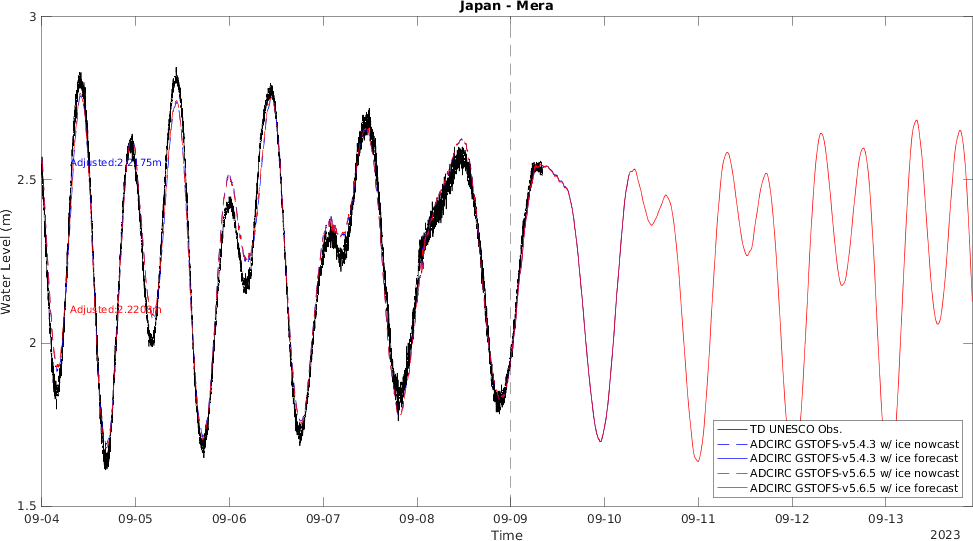 Japan - Mera
Water Level (m)
3
2.5
2
1.5
Adjusted:2.2175m
Adjusted:2.2203m
TD UNESCO Obs.
ADCIRC GSTOFS-v5.4.3 w/ ice nowcast
ADCIRC GSTOFS-v5.4.3 w/ ice forecast
ADCIRC GSTOFS-v5.6.5 w/ ice nowcast
ADCIRC GSTOFS-v5.6.5 w/ ice forecast
09-04 09-05 09-06 09-07 09-08 09-09 09-10 09-11 09-12 09-13
Time
2023